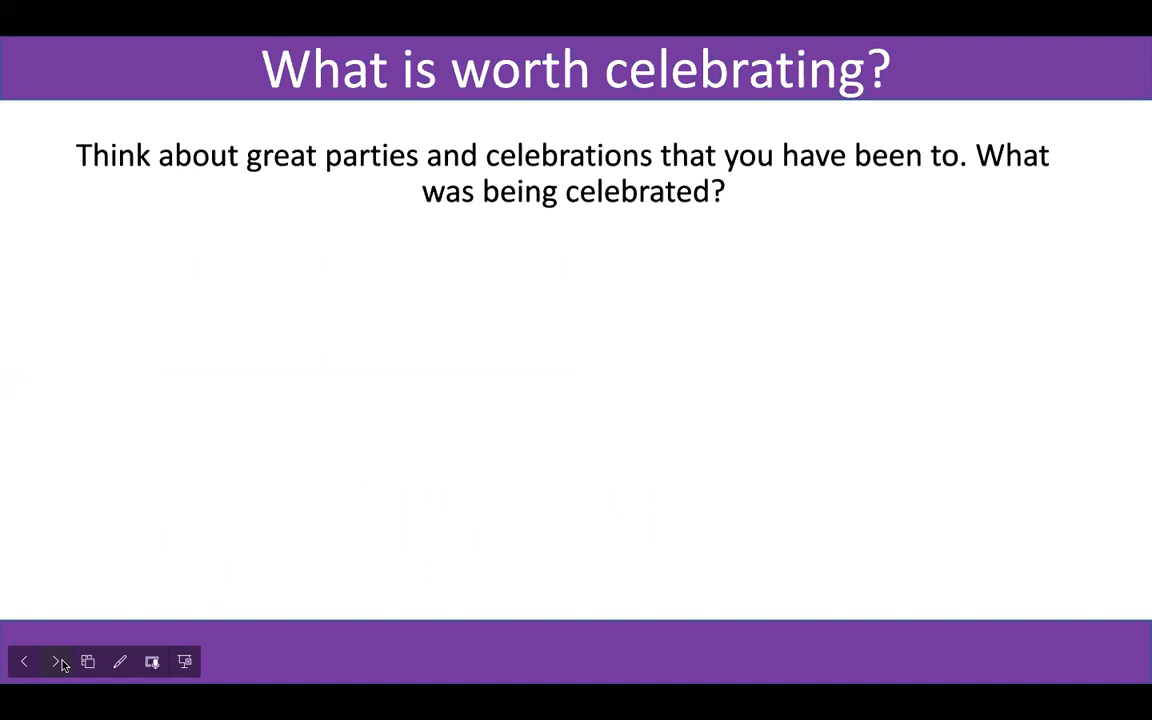 What is worth celebrating?
Think about great parties and celebrations that you have been to. What
was being celebrated?